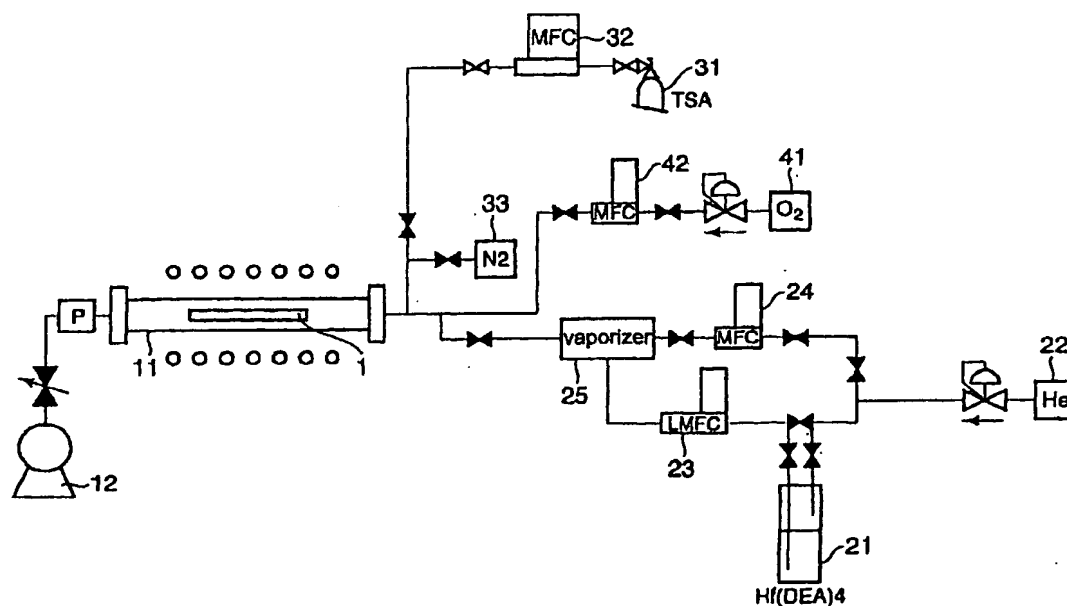 MFC
32
31
TSA
42
41
MFC
O₂
33
N2
24
P
vaporizer
MFC
22
11
1
25
He
LMFC
23
12
21
Hf(DEA)4